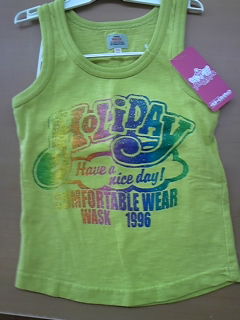 HOLiDAY
Have a
nice day!
COMFORTABLE WEAR
WASK 1996